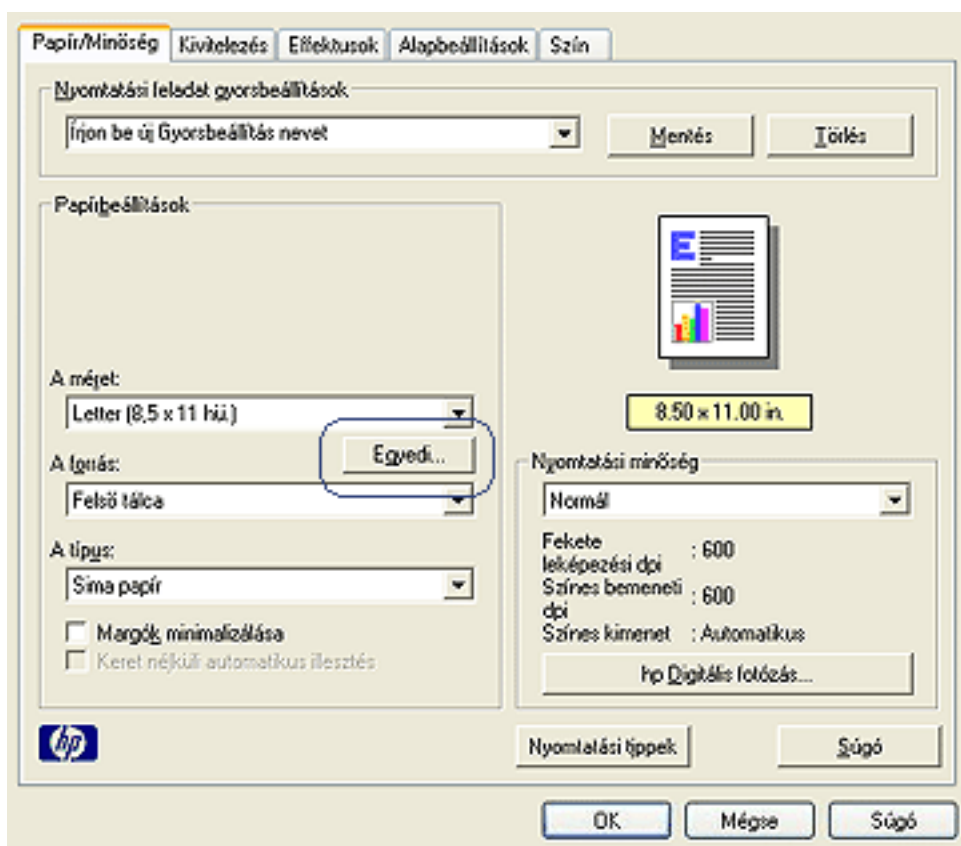 Papír/Minőség Kivitelezés Effektusok Alapbeállítások Szín
Nyomtatási feladat gyorsbeállítások
Írjon be új Gyorsbeállítás nevet
Mentés
Törlés
Papírbeállítások
E
A méret:
Letter (8,5 x 11 hü.)
8.50 × 11.00 in.
Egyedi...
A forrás:
Felső tálca
A típus:
Sima papír
Margók minimalizálása
Keret nélküli automatikus illesztés
Nyomtatási minőség
Normál
Fekete
leképezési dpi : 600
Színes bemeneti
dpi : 600
Színes kimenet : Automatikus
hp Digitális fotózás...
hp
Nyomtatási tippek
Súgó
OK
Mégse
Súgó